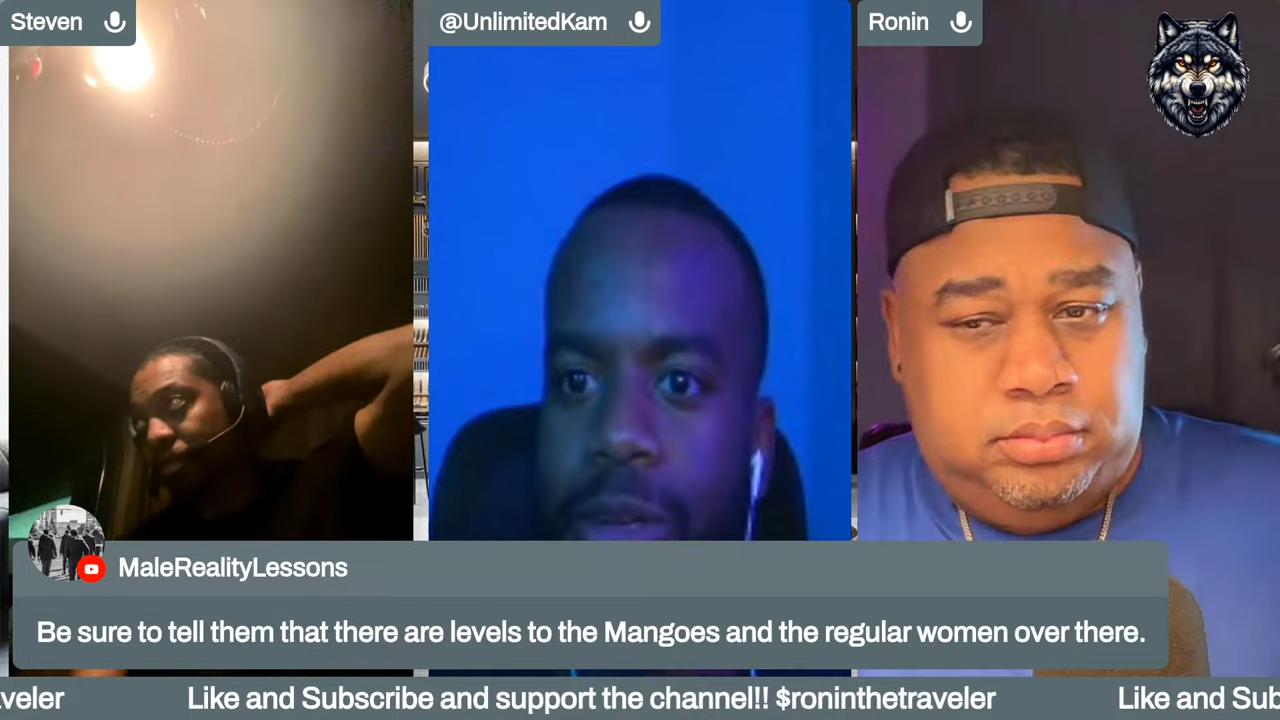 Steven
@UnlimitedKam
Ronin
MaleRealityLessons
Be sure to tell them that there are levels to the Mangoes and the regular women over there.
veler Like and Subscribe and support the channel!! $roninthetraveler Like and Sub